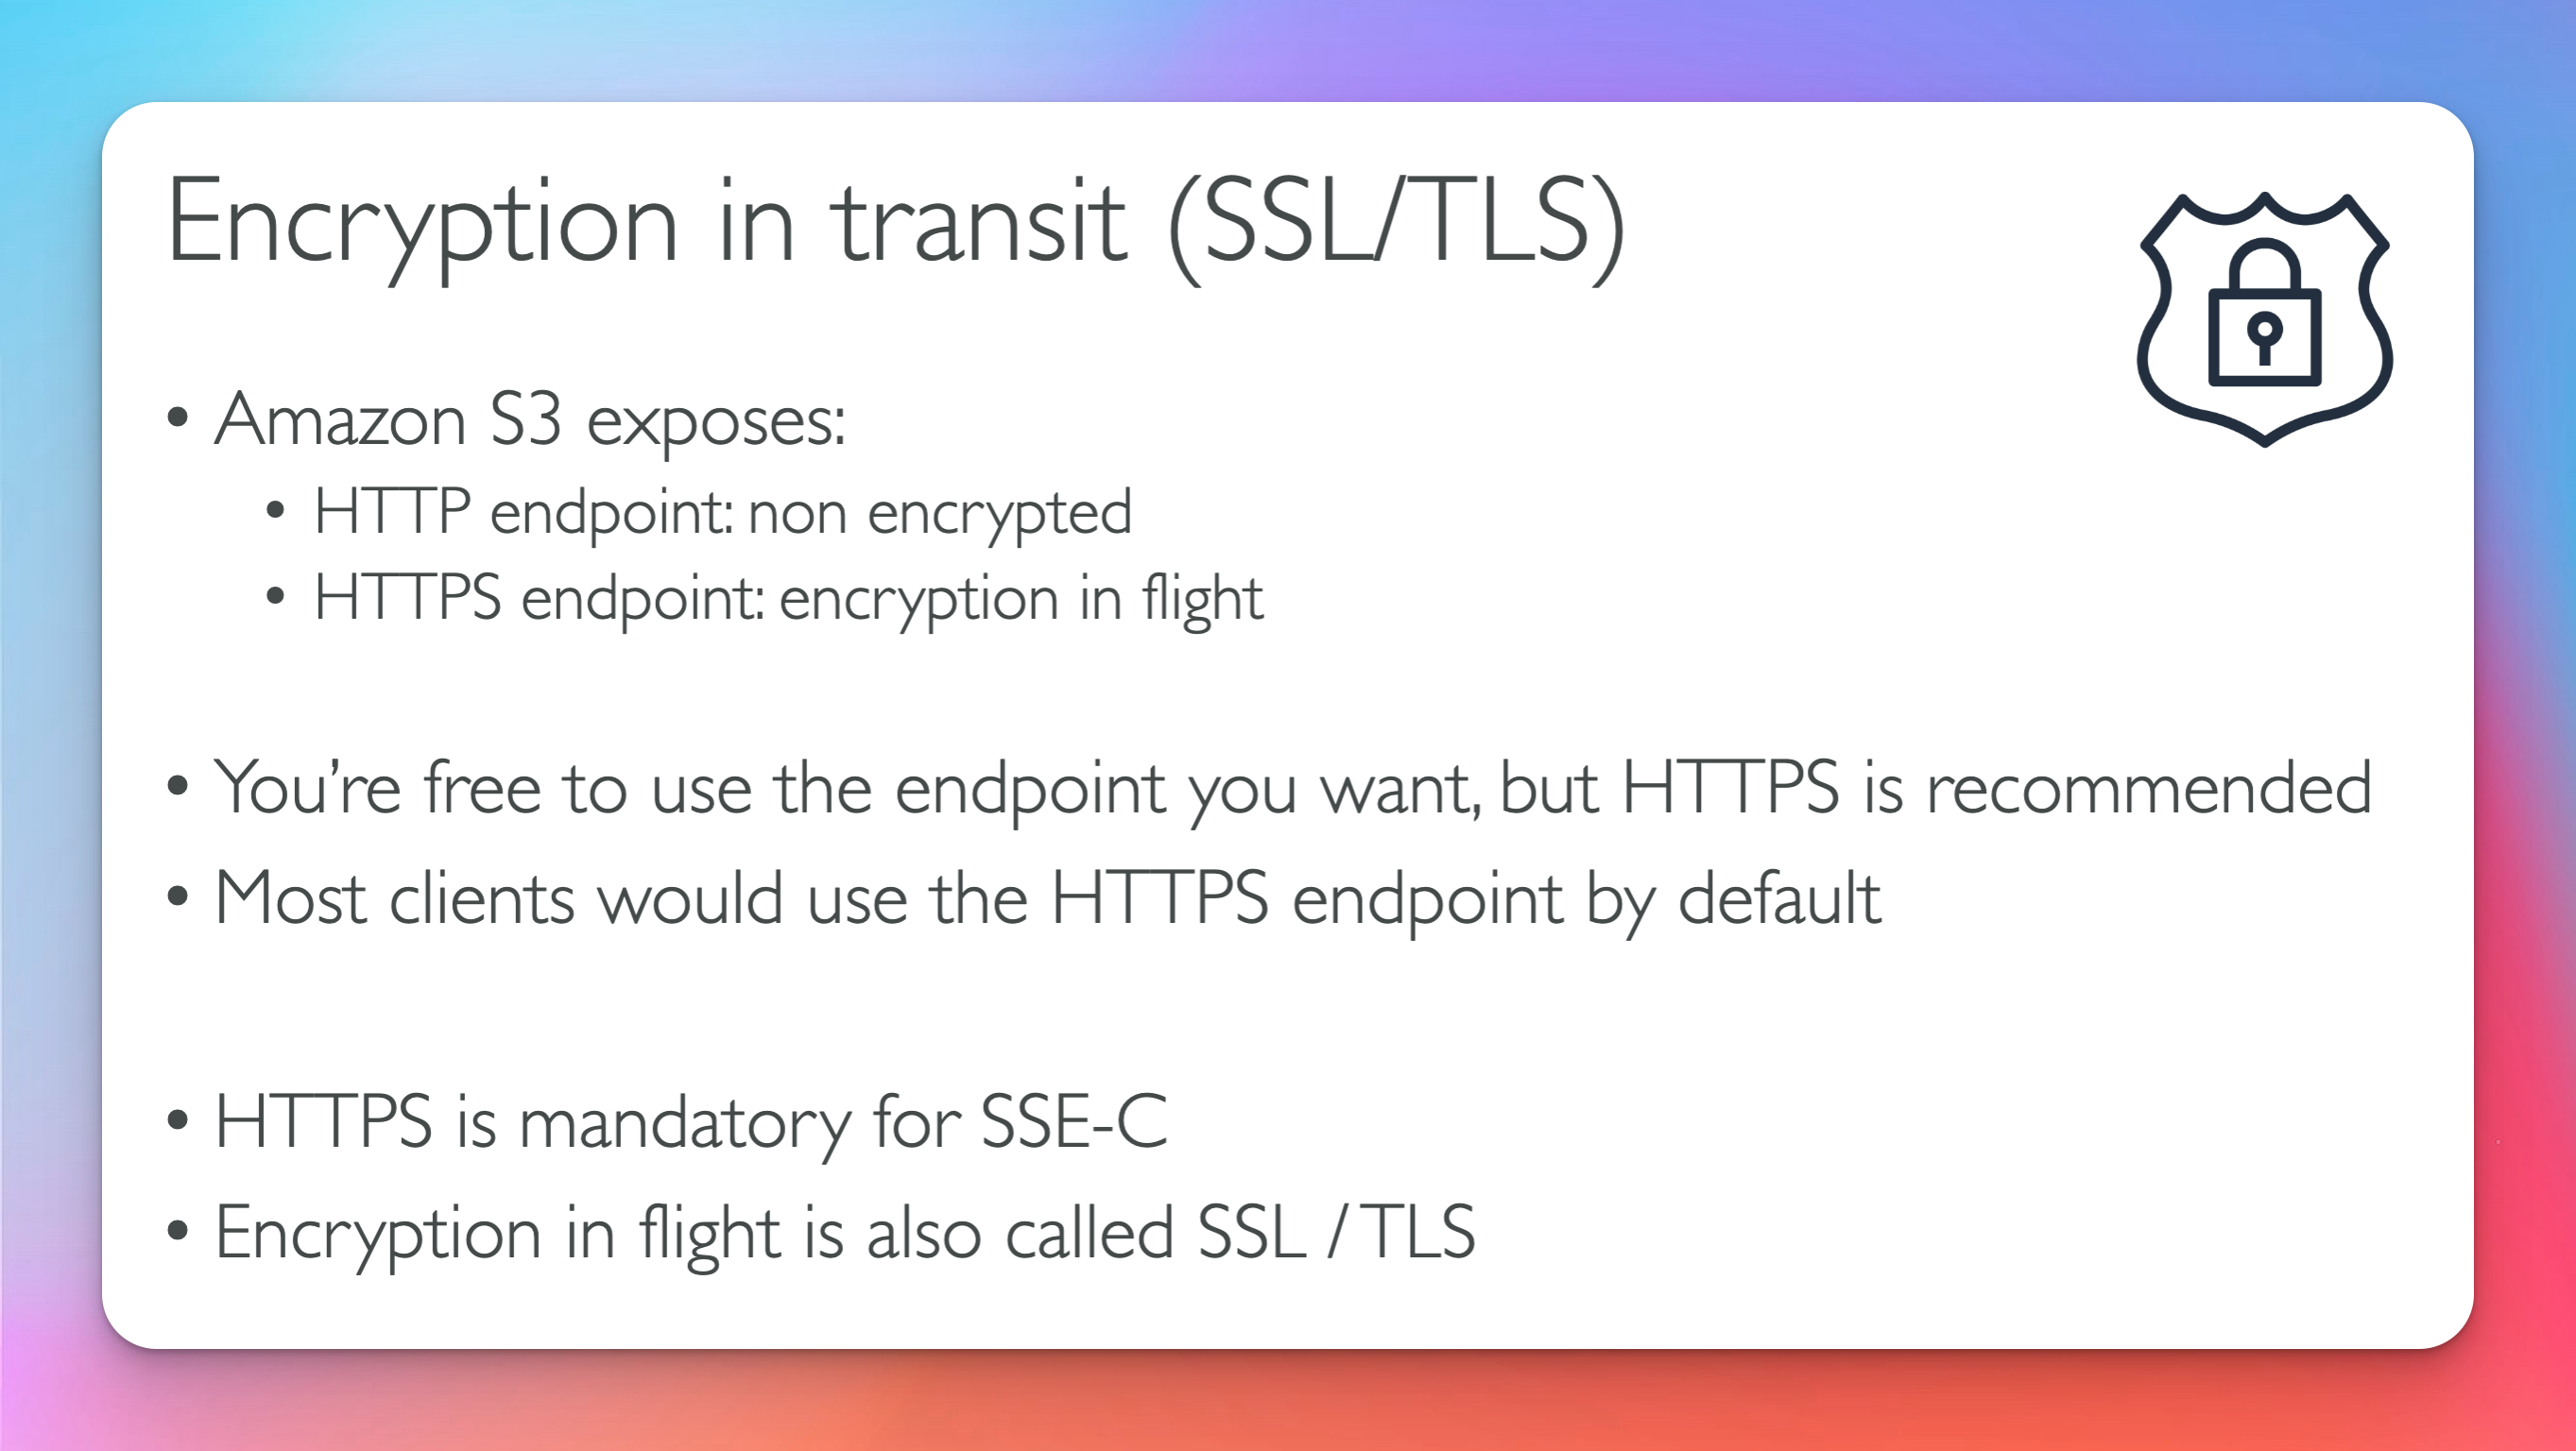 Encryption in transit (SSL/TLS)
• Amazon S3 exposes:
• HTTP endpoint: non encrypted
• HTTPS endpoint: encryption in flight
• You’re free to use the endpoint you want, but HTTPS is recommended
• Most clients would use the HTTPS endpoint by default
• HTTPS is mandatory for SSE-C
• Encryption in flight is also called SSL / TLS